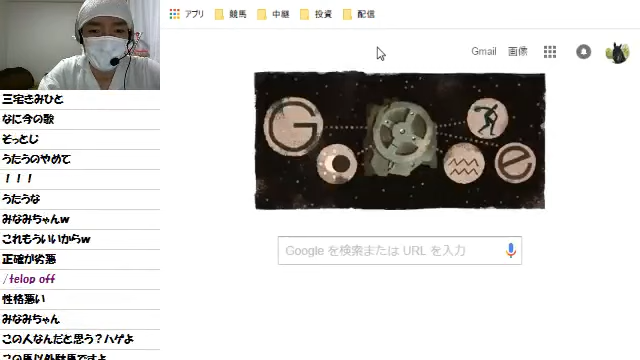 アプリ 競馬 中継 投資 配信
Gmail 画像
G
e
Google を検索または URL を入力
三宅きみひと
なに今の歌
そっとじ
うたうのやめて
！！！
うたうな
みなみちゃんw
これもういいからw
正確が劣悪
/telop off
性格悪い
みなみちゃん
この人なんだと思う？ハゲよ